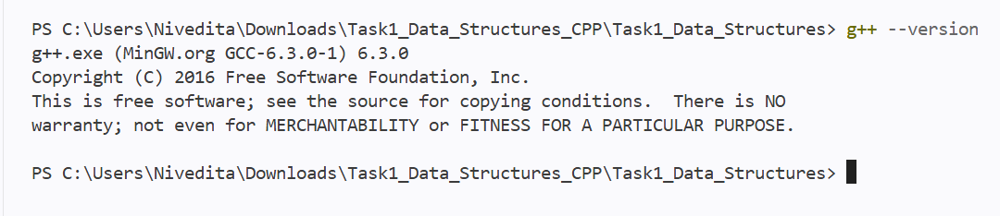 PS C:\Users\Nivedita\Downloads\Task1_Data_Structures_CPP\Task1_Data_Structures> g++ --version
g++.exe (MinGW.org GCC-6.3.0-1) 6.3.0
Copyright (C) 2016 Free Software Foundation, Inc.
This is free software; see the source for copying conditions.  There is NO
warranty; not even for MERCHANTABILITY or FITNESS FOR A PARTICULAR PURPOSE.
PS C:\Users\Nivedita\Downloads\Task1_Data_Structures_CPP\Task1_Data_Structures>